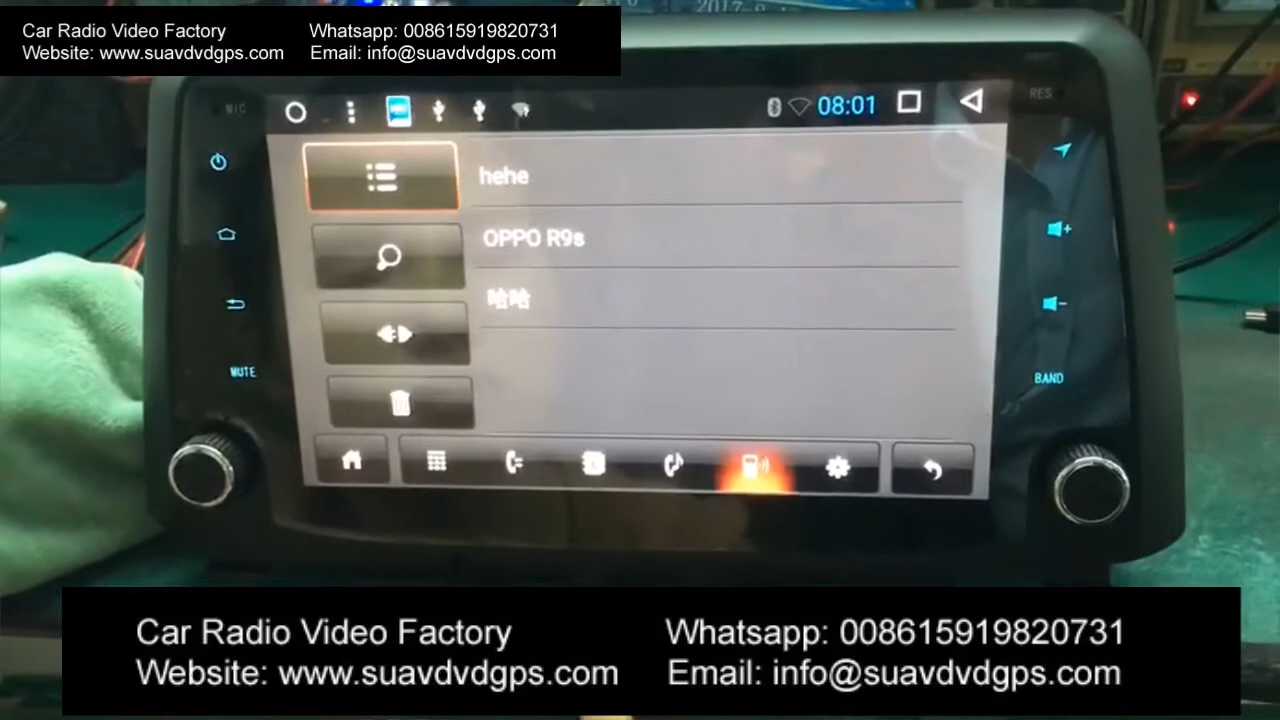 2017-
Car Radio Video Factory
Whatsapp: 008615919820731
Website: www.suavdvdgps.com
Email: info@suavdvdgps.com
MIC
08:01
RES
hehe
OPPO R9s
哈哈
MUTE
BAND
Car Radio Video Factory
Whatsapp: 008615919820731
Website: www.suavdvdgps.com
Email: info@suavdvdgps.com